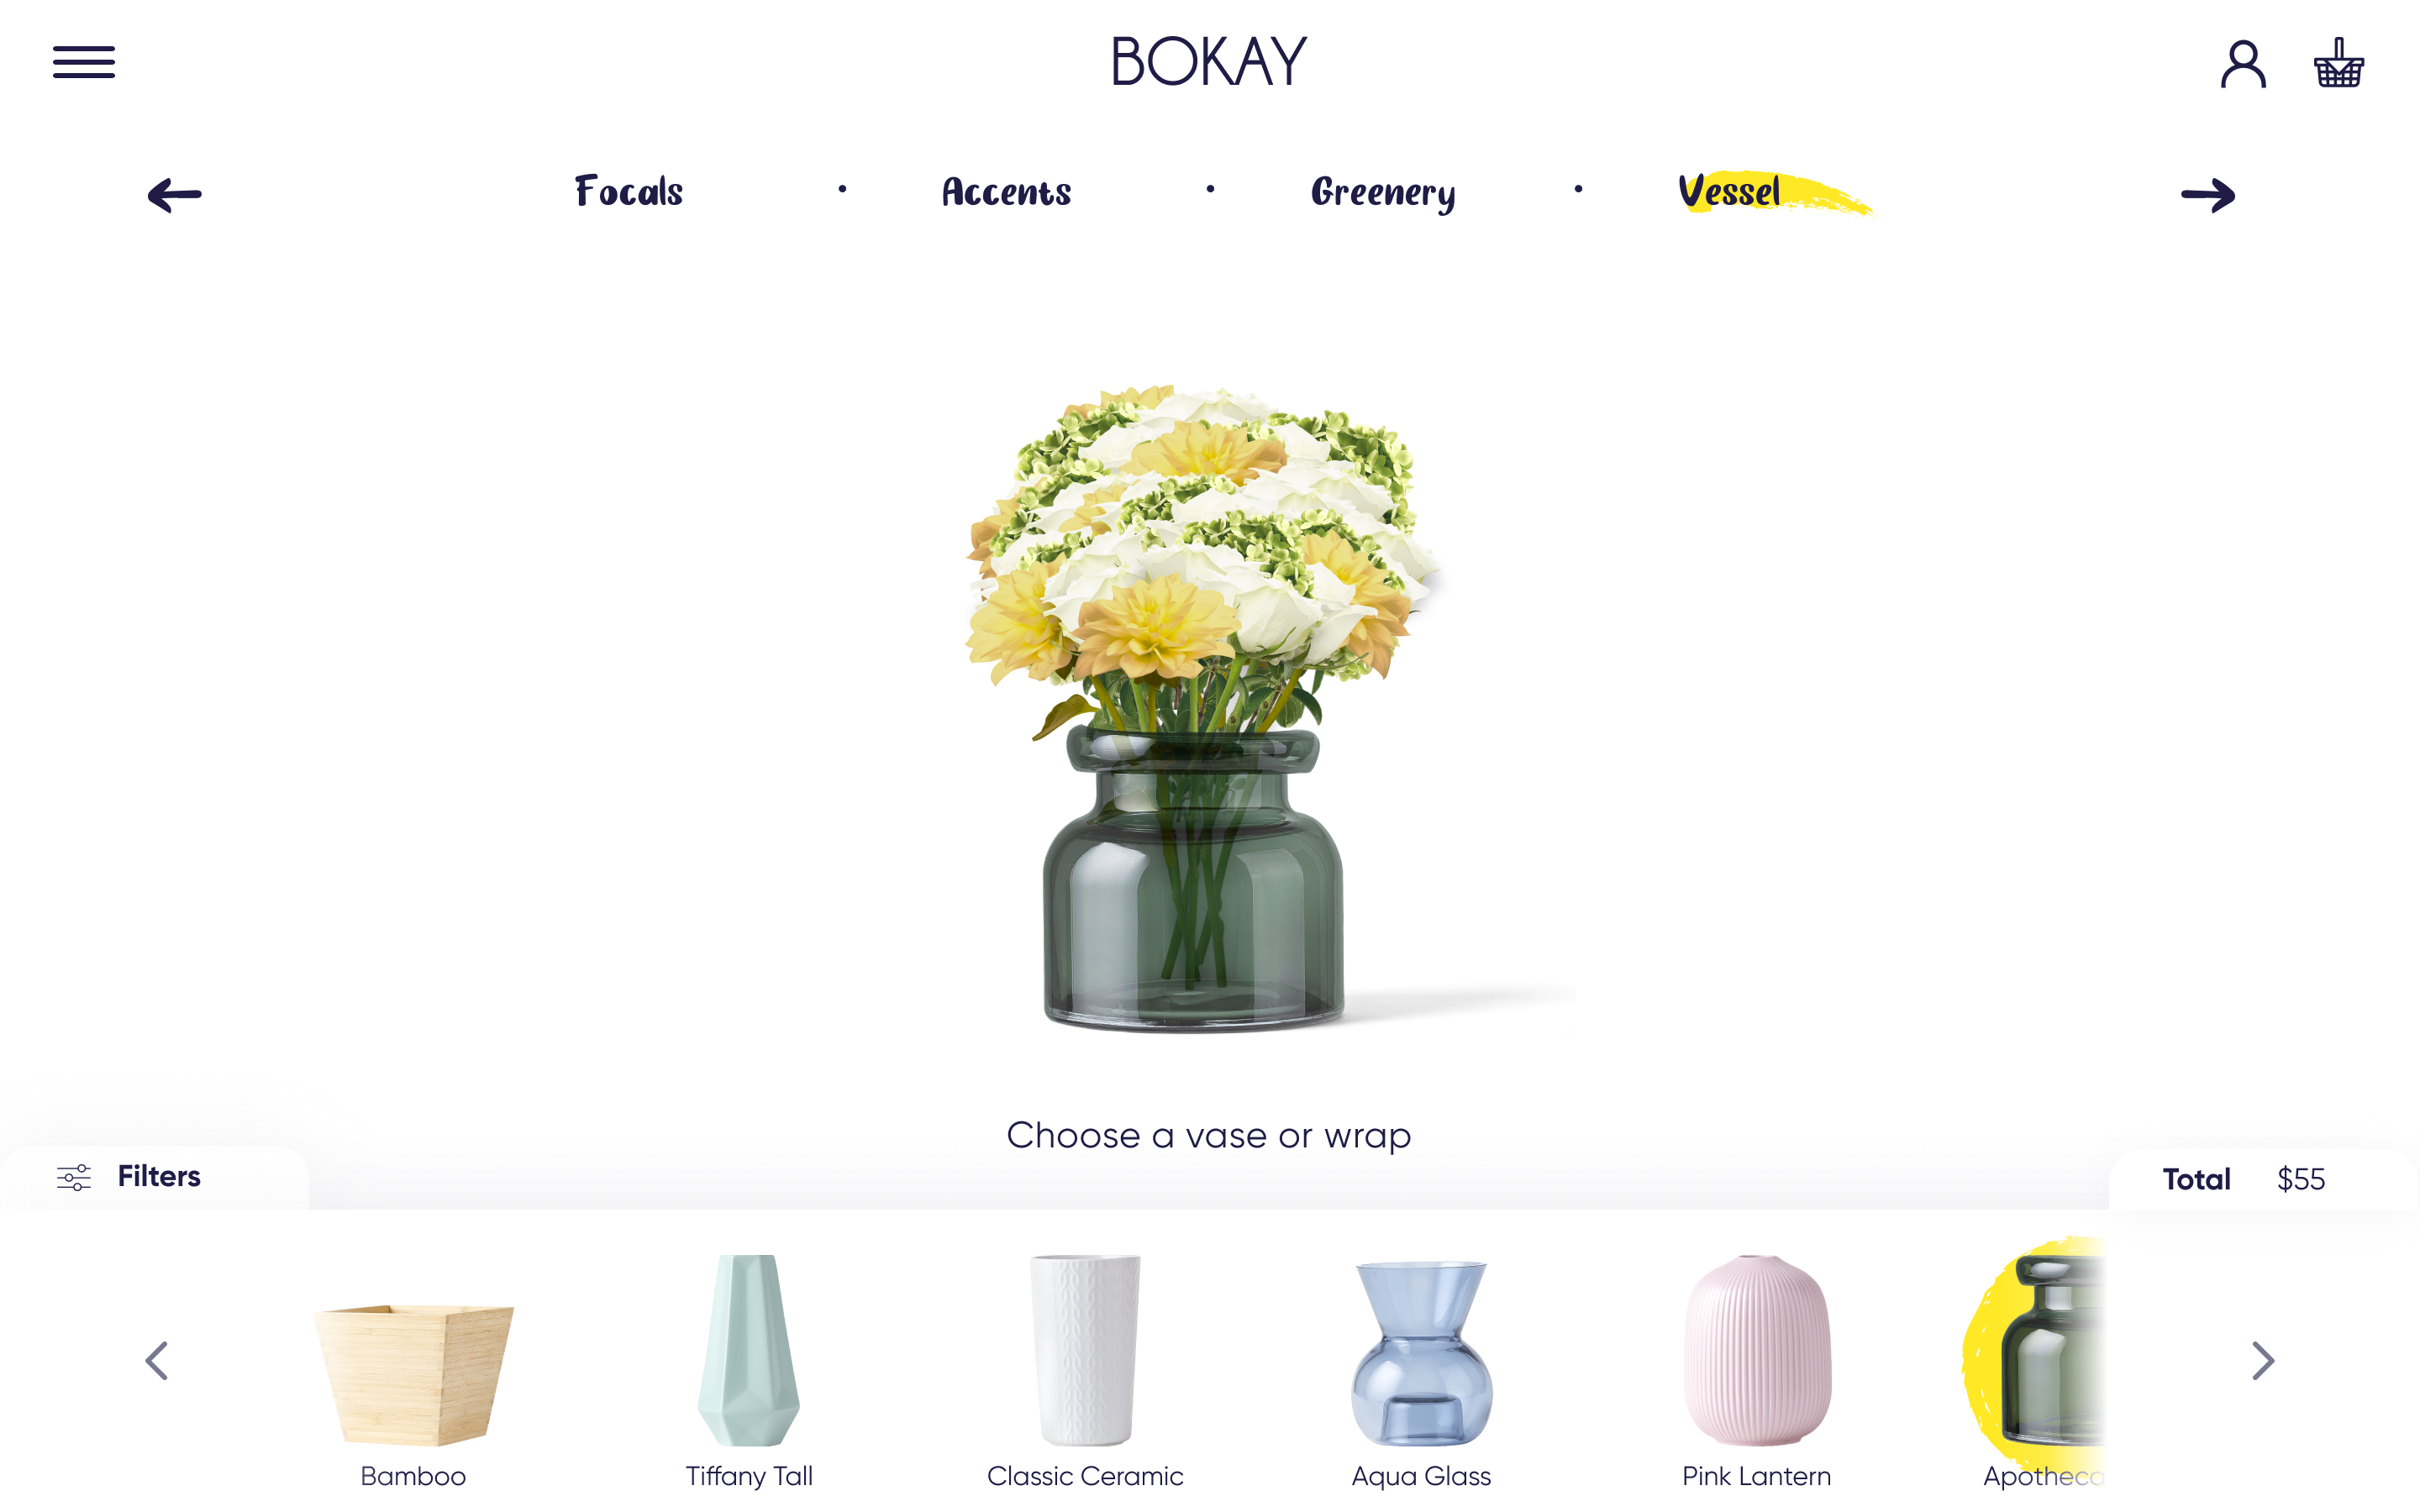 BOKAY
Focals • Accents • Greenery • Vessel
Choose a vase or wrap
Filters
Total $55
Bamboo
Tiffany Tall
Classic Ceramic
Aqua Glass
Pink Lantern